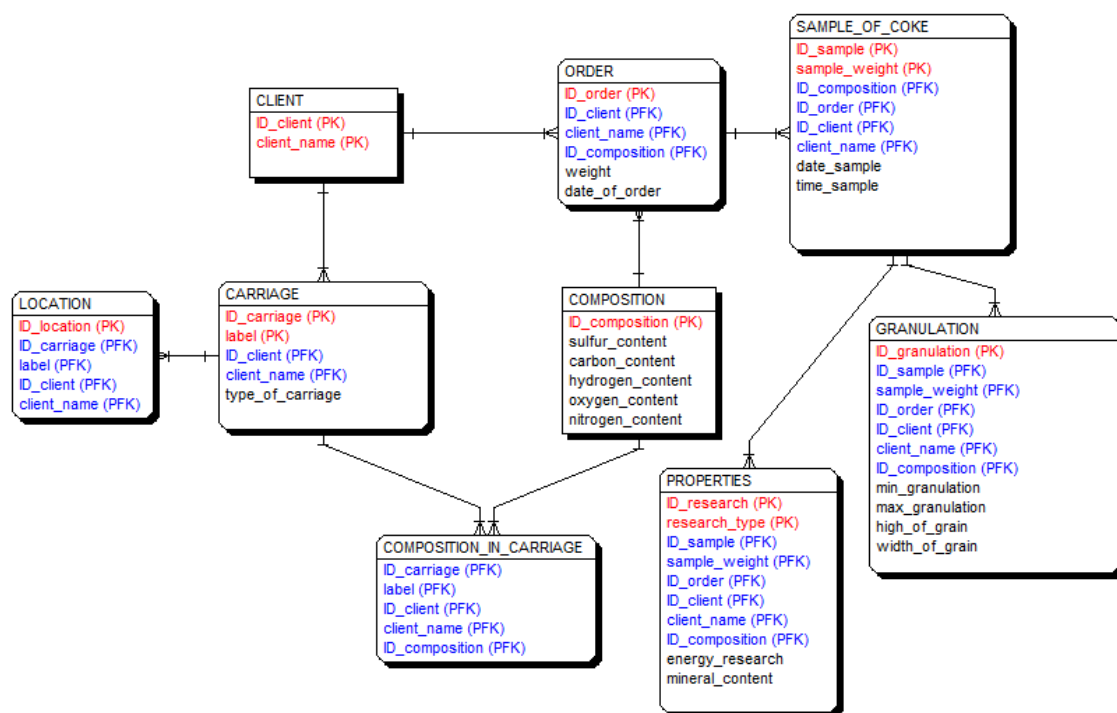 SAMPLE_OF_COKE
ID_sample (PK)
sample_weight (PK)
ID_composition (PFK)
ID_order (PFK)
ID_client (PFK)
client_name (PFK)
date_sample
time_sample
ORDER
ID_order (PK)
ID_client (PFK)
client_name (PFK)
ID_composition (PFK)
weight
date_of_order
CLIENT
ID_client (PK)
client_name (PK)
LOCATION
ID_location (PK)
ID_carriage (PFK)
label (PFK)
ID_client (PFK)
client_name (PFK)
CARRIAGE
ID_carriage (PK)
label (PK)
ID_client (PFK)
client_name (PFK)
type_of_carriage
COMPOSITION
ID_composition (PK)
sulfur_content
carbon_content
hydrogen_content
oxygen_content
nitrogen_content
GRANULATION
ID_granulation (PK)
ID_sample (PFK)
sample_weight (PFK)
ID_order (PFK)
ID_client (PFK)
client_name (PFK)
ID_composition (PFK)
min_granulation
max_granulation
high_of_grain
width_of_grain
PROPERTIES
ID_research (PK)
research_type (PK)
ID_sample (PFK)
sample_weight (PFK)
ID_order (PFK)
ID_client (PFK)
client_name (PFK)
ID_composition (PFK)
energy_research
mineral_content
COMPOSITION_IN_CARRIAGE
ID_carriage (PFK)
label (PFK)
ID_client (PFK)
client_name (PFK)
ID_composition (PFK)